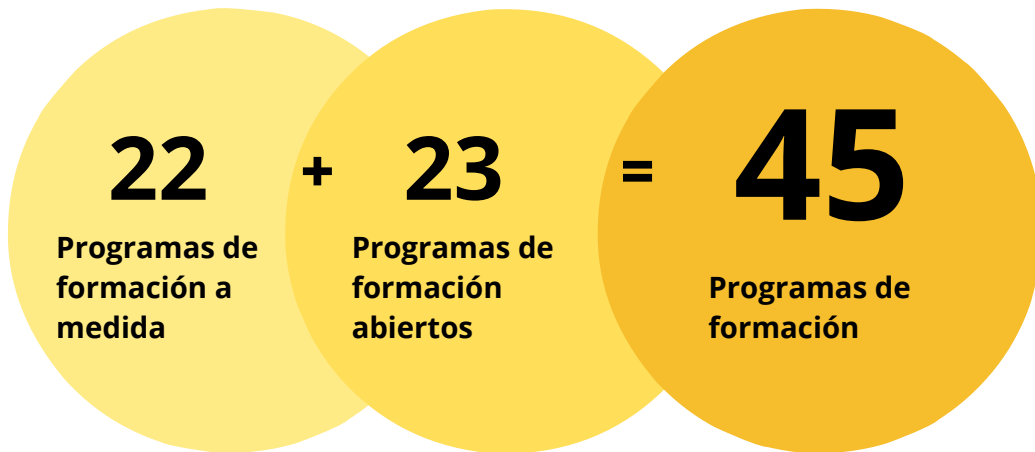 22
Programas de
formación a
medida
+
23
Programas de
formación
abiertos
=
45
Programas de
formación